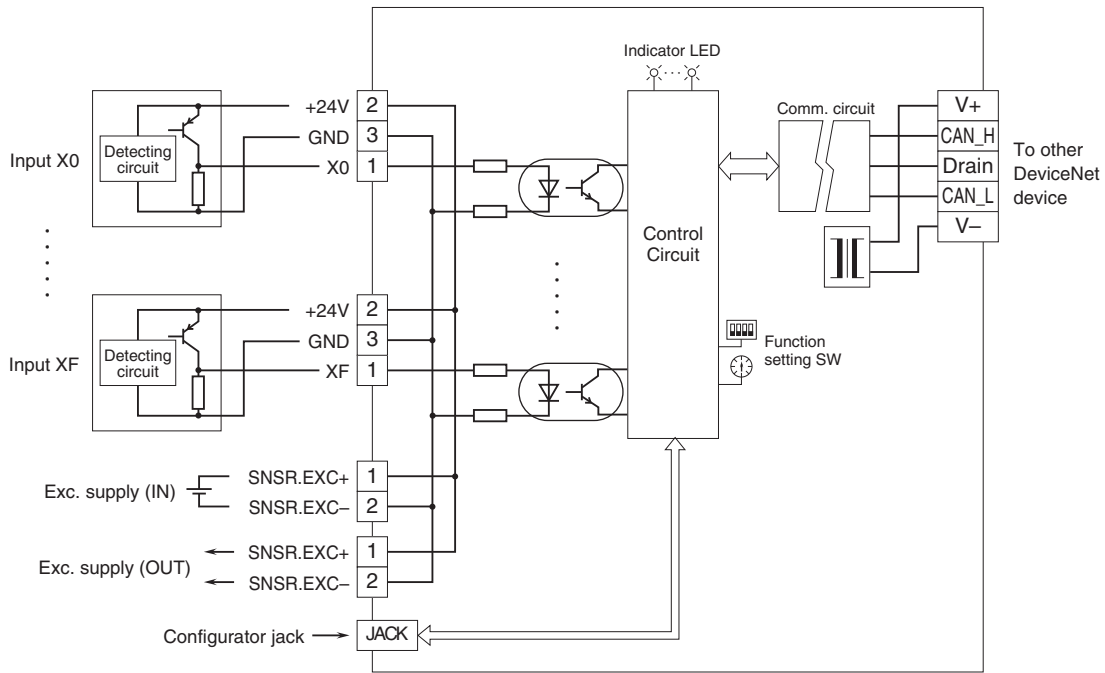 Indicator LED
+24V 2
GND 3
X0 1
Input X0
Detecting
circuit
Comm. circuit
V+
CAN_H
Drain
CAN_L
V–
To other
DeviceNet
device
Control
Circuit
+24V 2
GND 3
XF 1
Input XF
Detecting
circuit
Function
setting SW
Exc. supply (IN)
SNSR.EXC+ 1
SNSR.EXC– 2
Exc. supply (OUT)
SNSR.EXC+ 1
SNSR.EXC– 2
Configurator jack
JACK